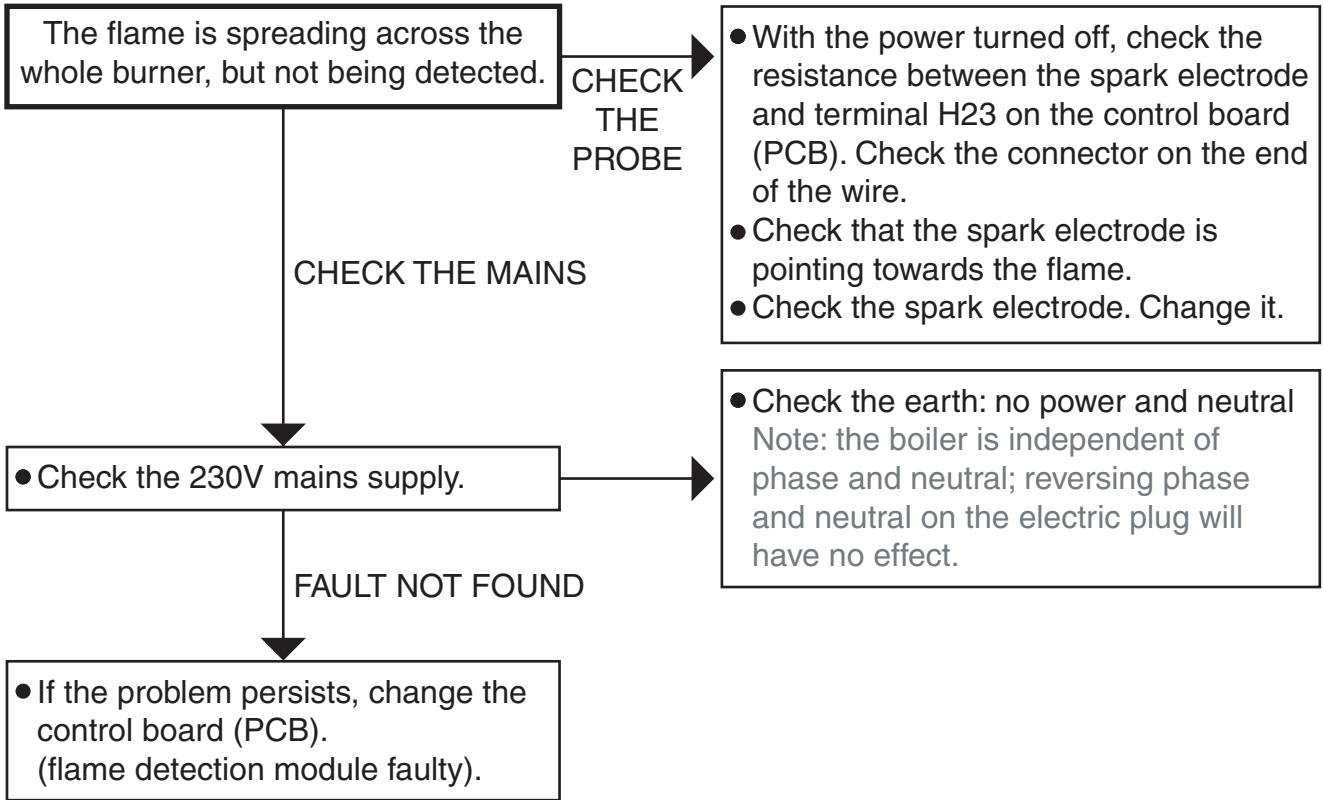 The flame is spreading across the
whole burner, but not being detected.
CHECK
THE
PROBE
● With the power turned off, check the
resistance between the spark electrode
and terminal H23 on the control board
(PCB). Check the connector on the end
of the wire.
● Check that the spark electrode is
pointing towards the flame.
● Check the spark electrode. Change it.
CHECK THE MAINS
● Check the 230V mains supply.
● Check the earth: no power and neutral
Note: the boiler is independent of
phase and neutral; reversing phase
and neutral on the electric plug will
have no effect.
FAULT NOT FOUND
● If the problem persists, change the
control board (PCB).
(flame detection module faulty).